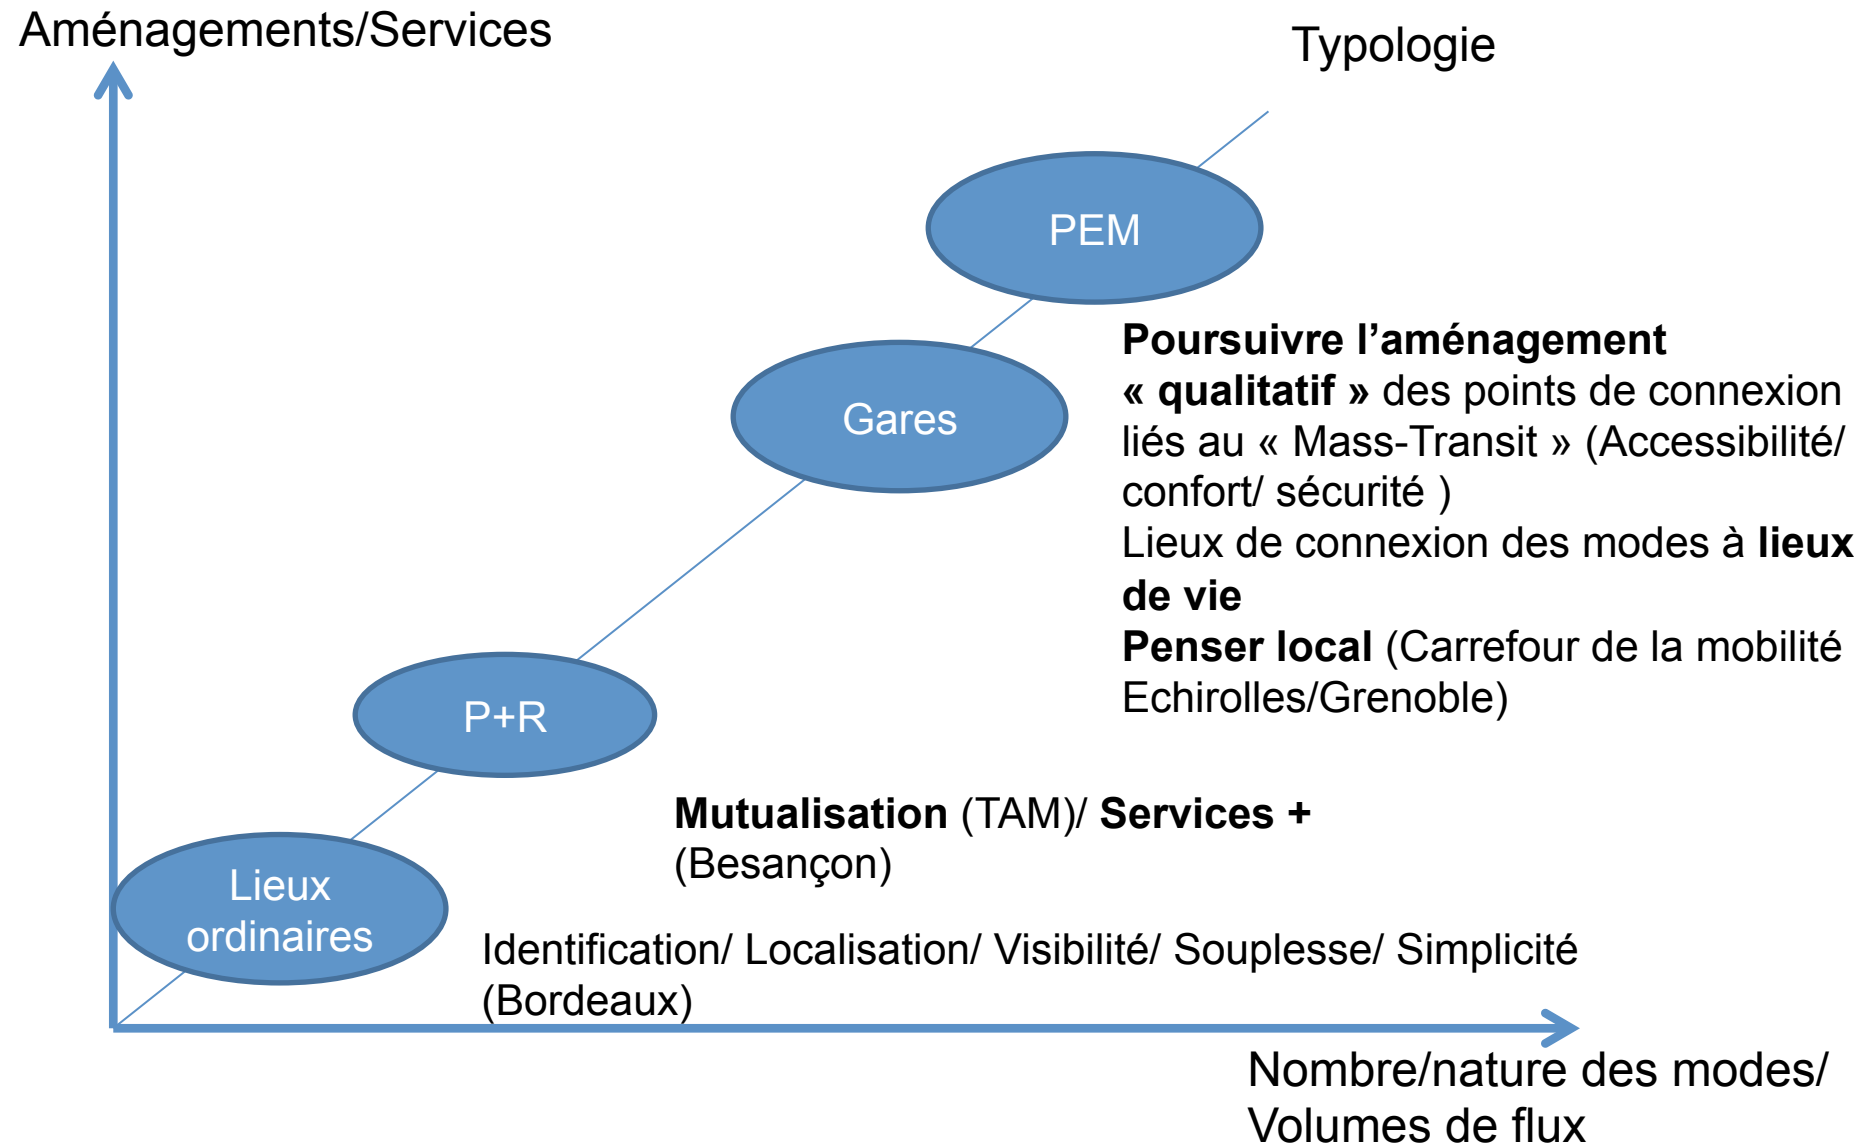 Aménagements/Services
Typologie
PEM
Gares
Poursuivre l’aménagement
« qualitatif » des points de connexion
liés au « Mass-Transit » (Accessibilité/
confort/ sécurité )
Lieux de connexion des modes à lieux
de vie
Penser local (Carrefour de la mobilité
Echirolles/Grenoble)
P+R
Mutualisation (TAM)/ Services +
(Besançon)
Lieux
ordinaires
Identification/ Localisation/ Visibilité/ Souplesse/ Simplicité
(Bordeaux)
Nombre/nature des modes/
Volumes de flux